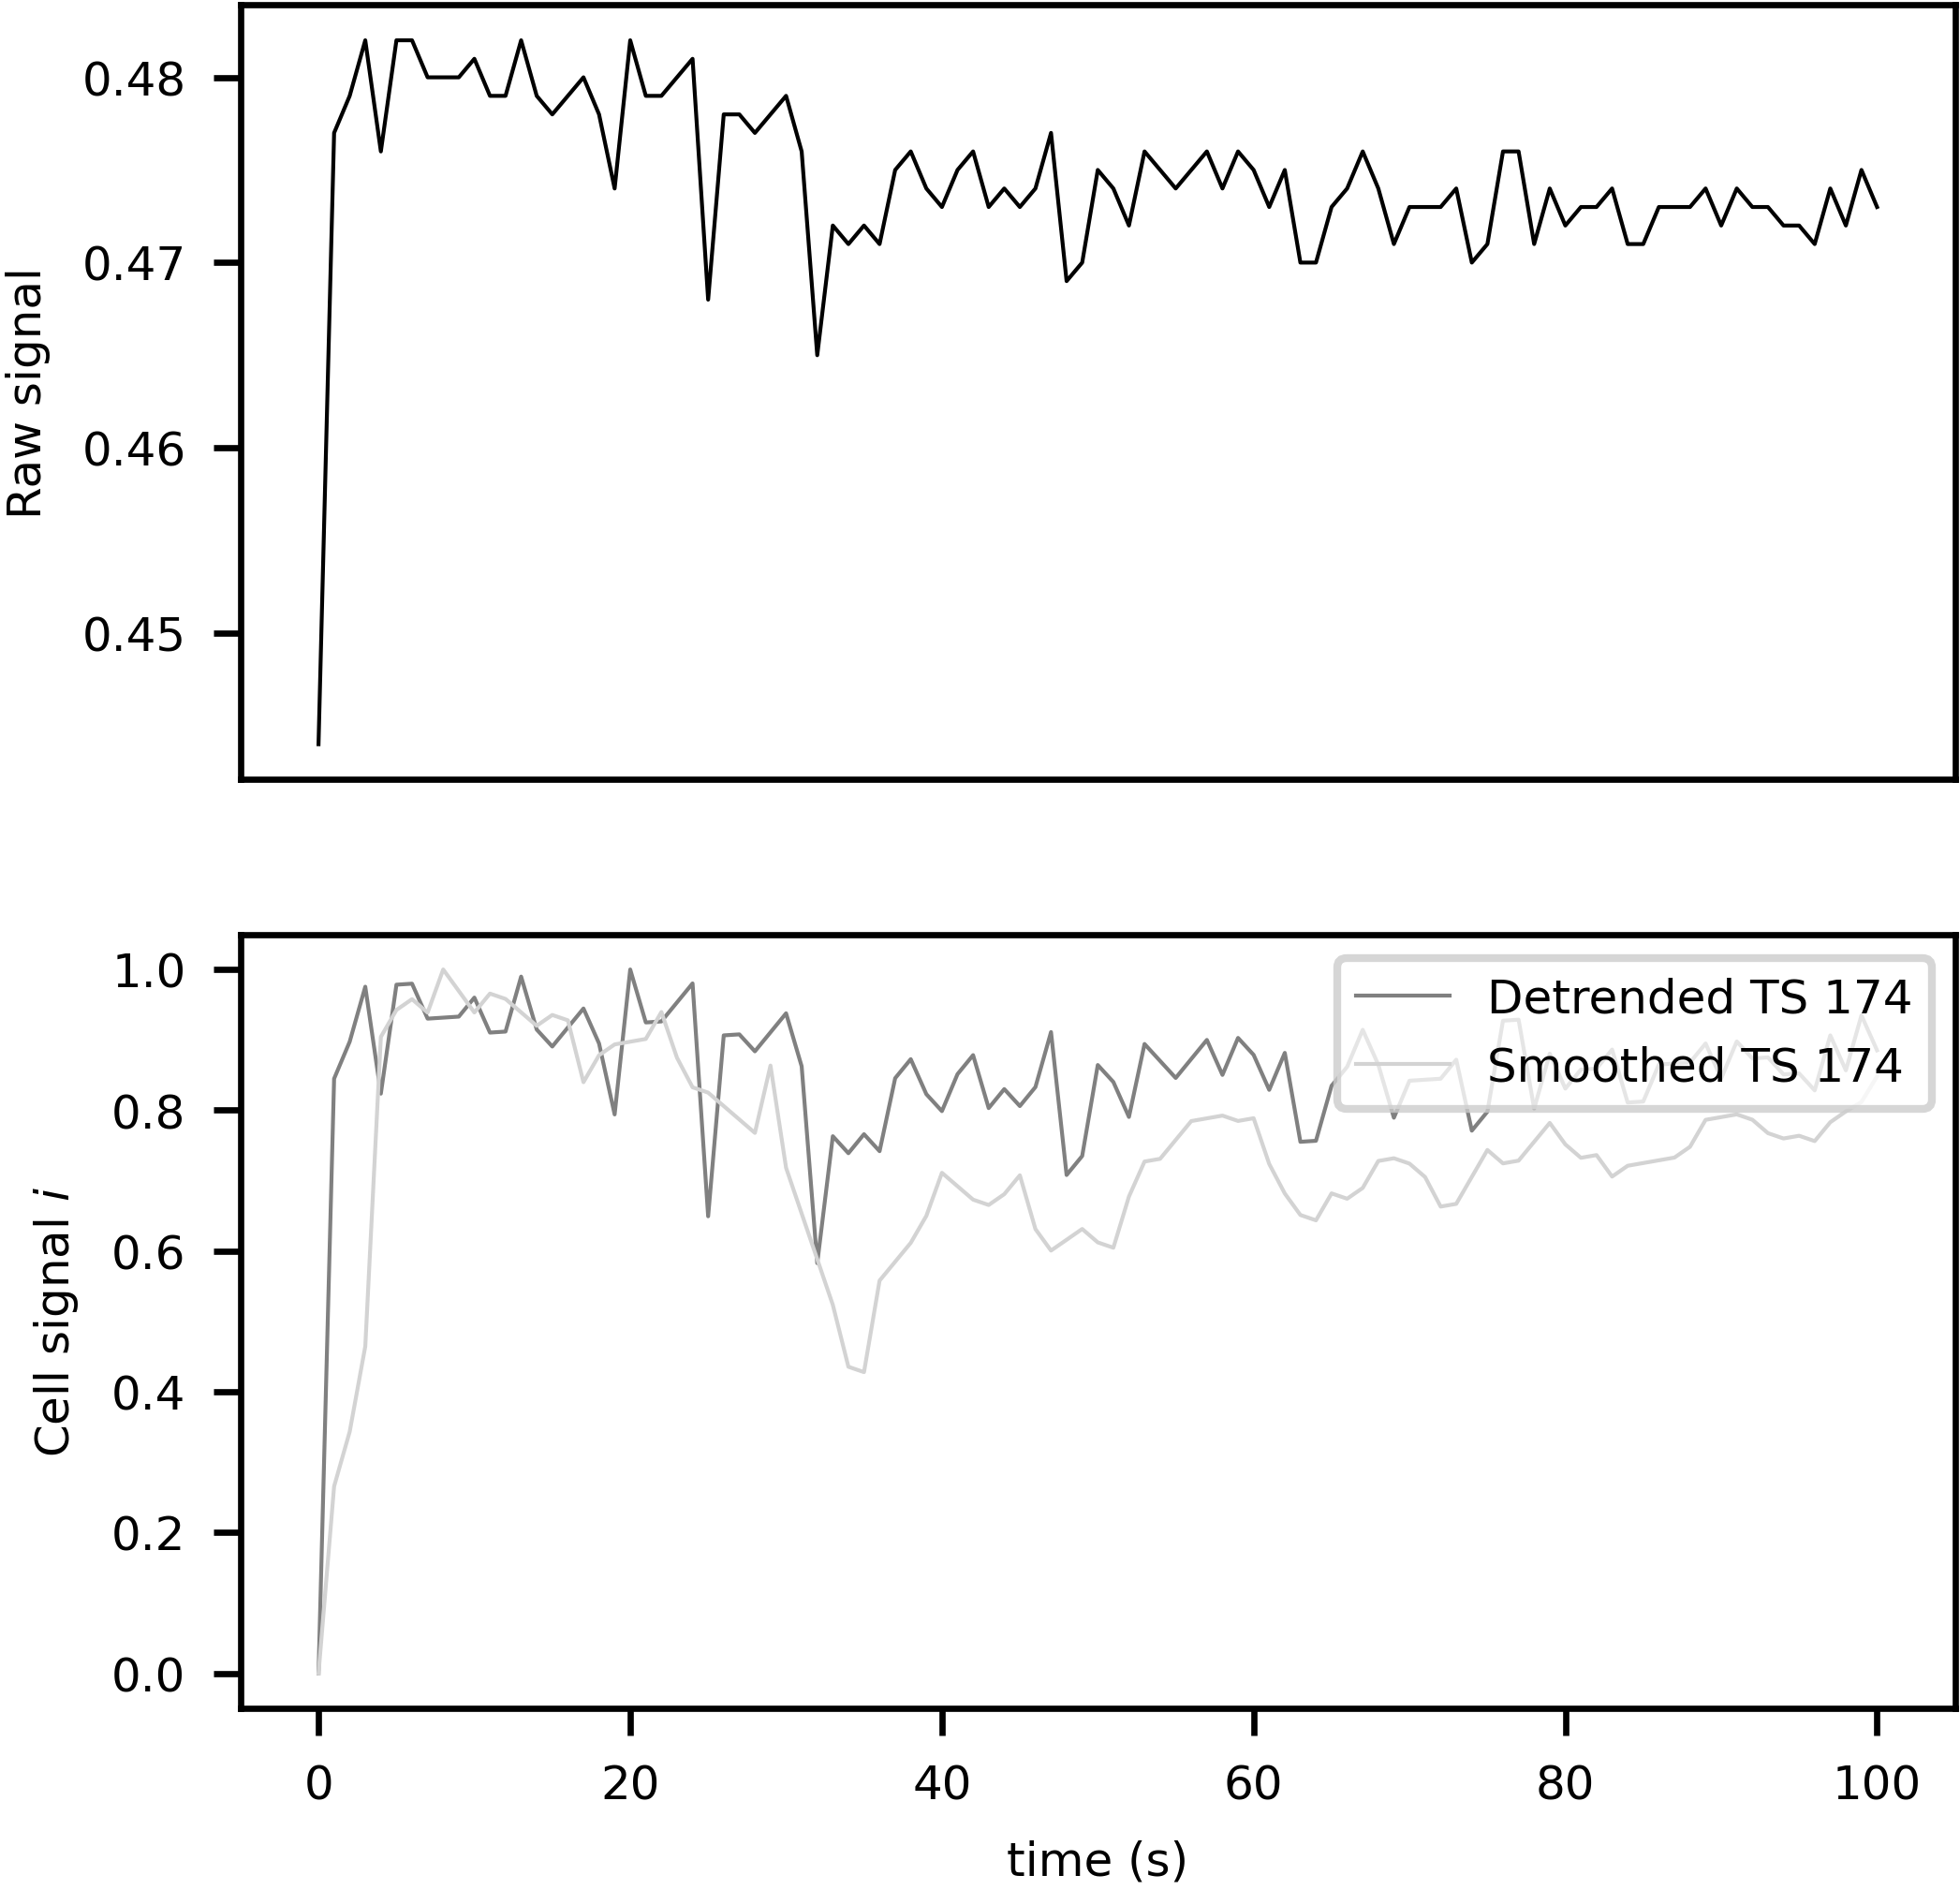 Raw signal
0.48
0.47
0.46
0.45
Cell signal i
1.0
0.8
0.6
0.4
0.2
0.0
Detrended TS 174
Smoothed TS 174
0 20 40 60 80 100
time (s)